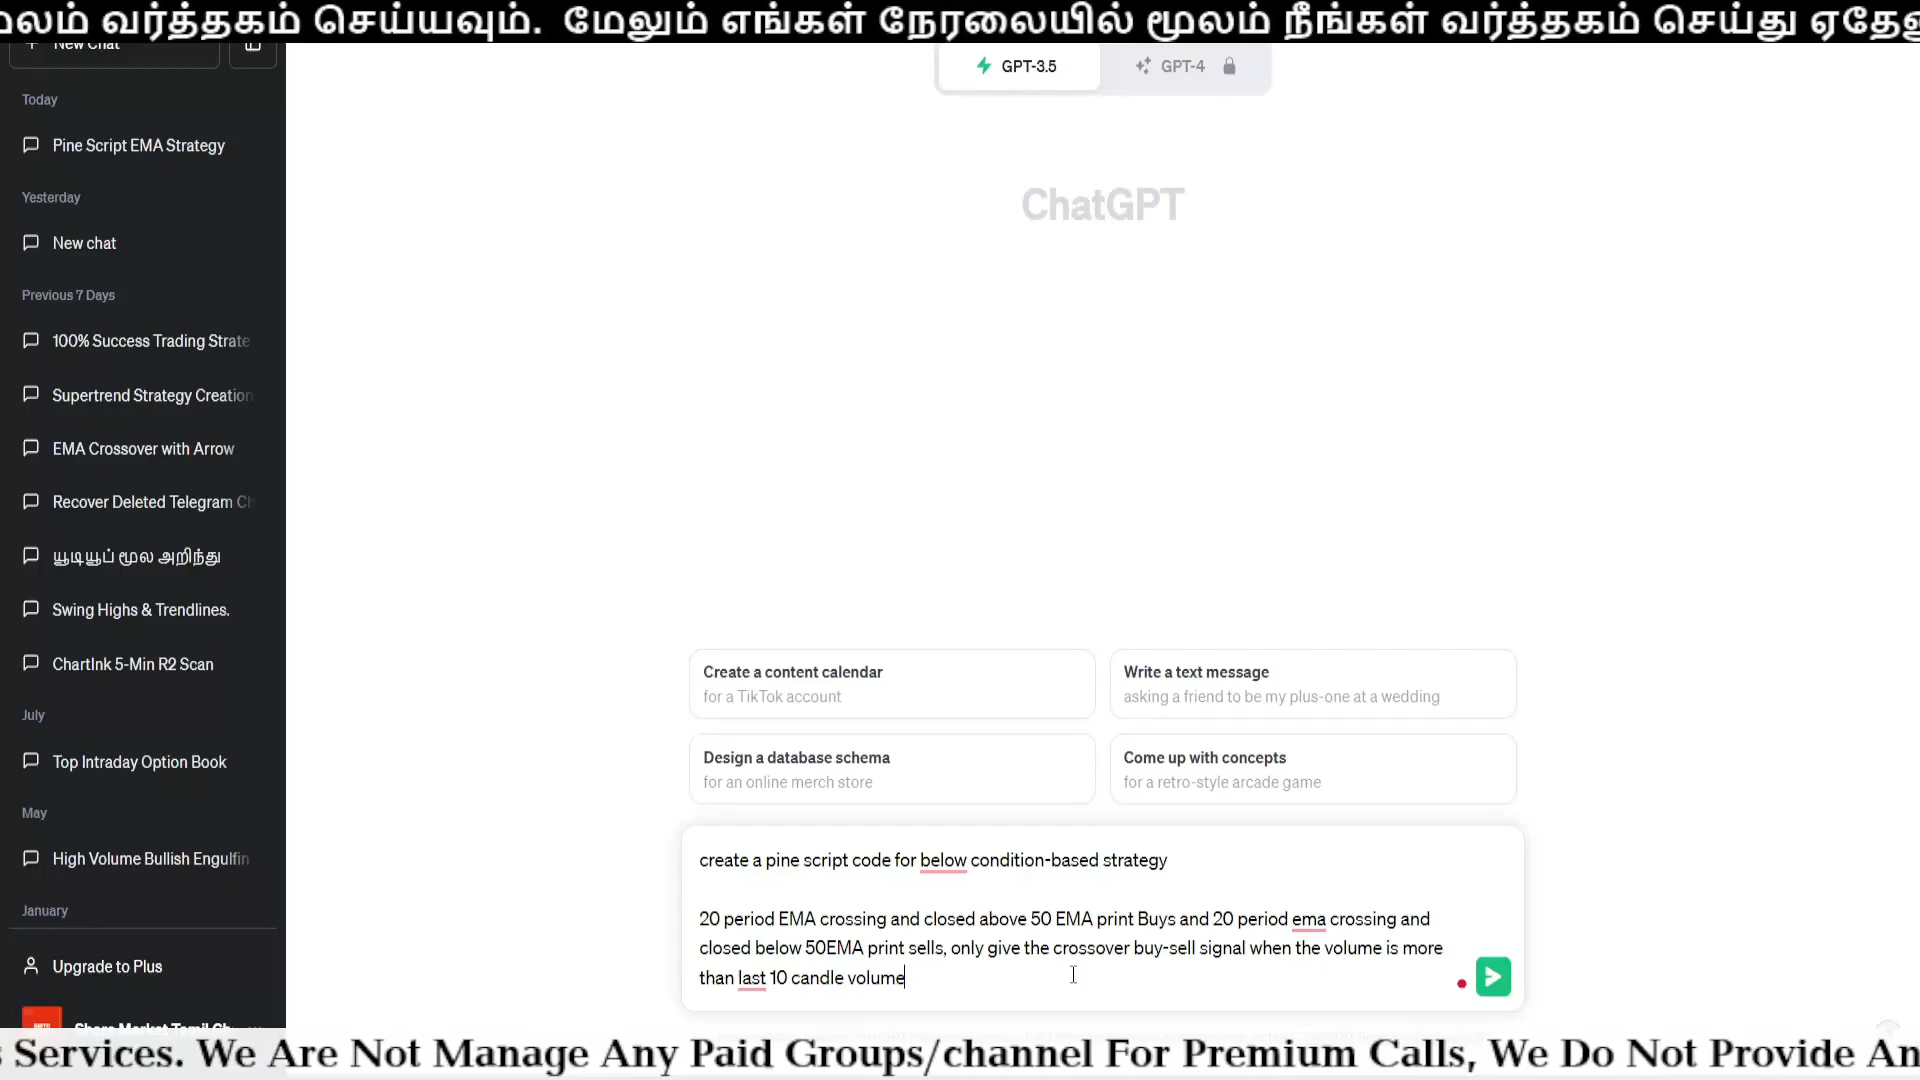 மலம் வர்த்தகம் செய்யவும். மேலும் எங்கள் நேரலையில் மூலம் நீங்கள் வர்த்தகம் செய்து
New Chat
GPT-3.5
GPT-4
Today
Pine Script EMA Strategy
Yesterday
New chat
Previous 7 Days
100% Success Trading Strate
Supertrend Strategy Creation
EMA Crossover with Arrow
Recover Deleted Telegram Ch
யூடியூப் மூல அறிந்து
Swing Highs & Trendlines.
ChartInk 5-Min R2 Scan
July
Top Intraday Option Book
May
High Volume Bullish Engulfin
January
Upgrade to Plus
Share Market Tamil Ch
ChatGPT
Create a content calendar
for a TikTok account
Write a text message
asking a friend to be my plus-one at a wedding
Design a database schema
for an online merch store
Come up with concepts
for a retro-style arcade game
create a pine script code for below condition-based strategy
20 period EMA crossing and closed above 50 EMA print Buys and 20 period ema crossing and
closed below 50EMA print sells, only give the crossover buy-sell signal when the volume is more
than last 10 candle volume
s Services. We Are Not Manage Any Paid Groups/channel For Premium Calls, We Do Not Provide An